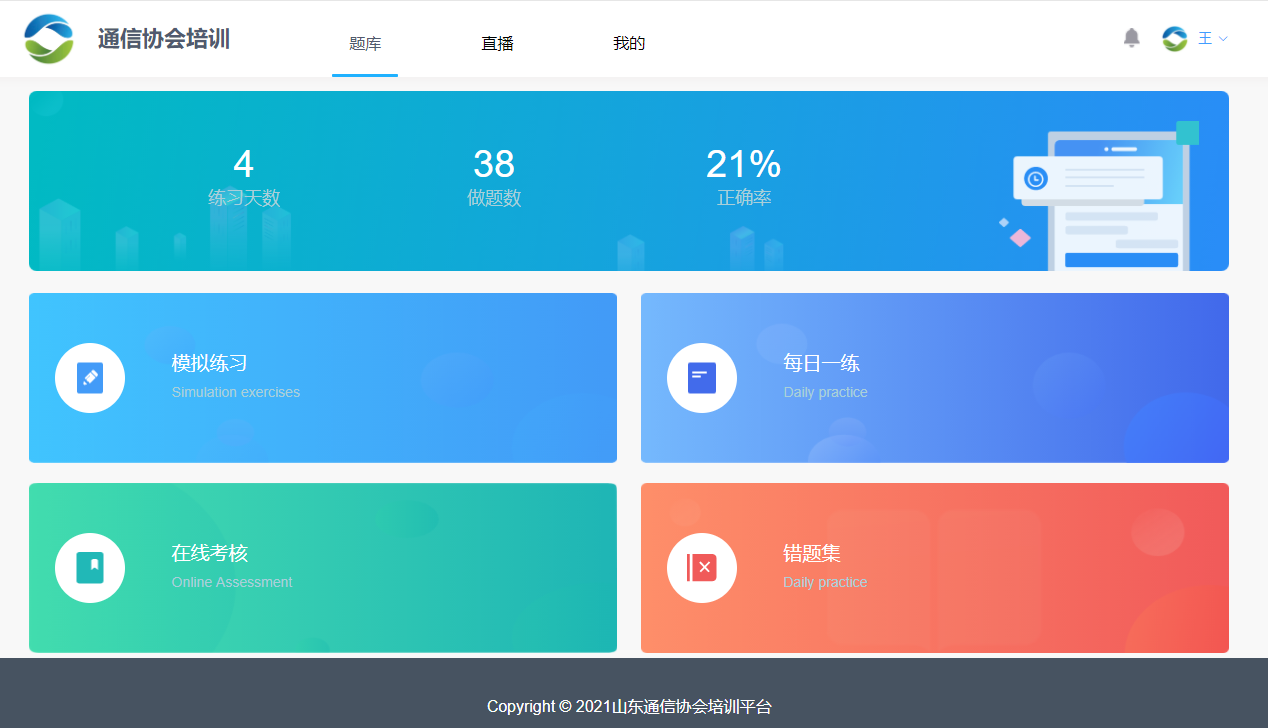 通信协会培训
题库
直播
我的
王
4
38
21%
练习天数
做题数
正确率
模拟练习
Simulation exercises
每日一练
Daily practice
在线考核
Online Assessment
错题集
Daily practice
Copyright © 2021山东通信协会培训平台